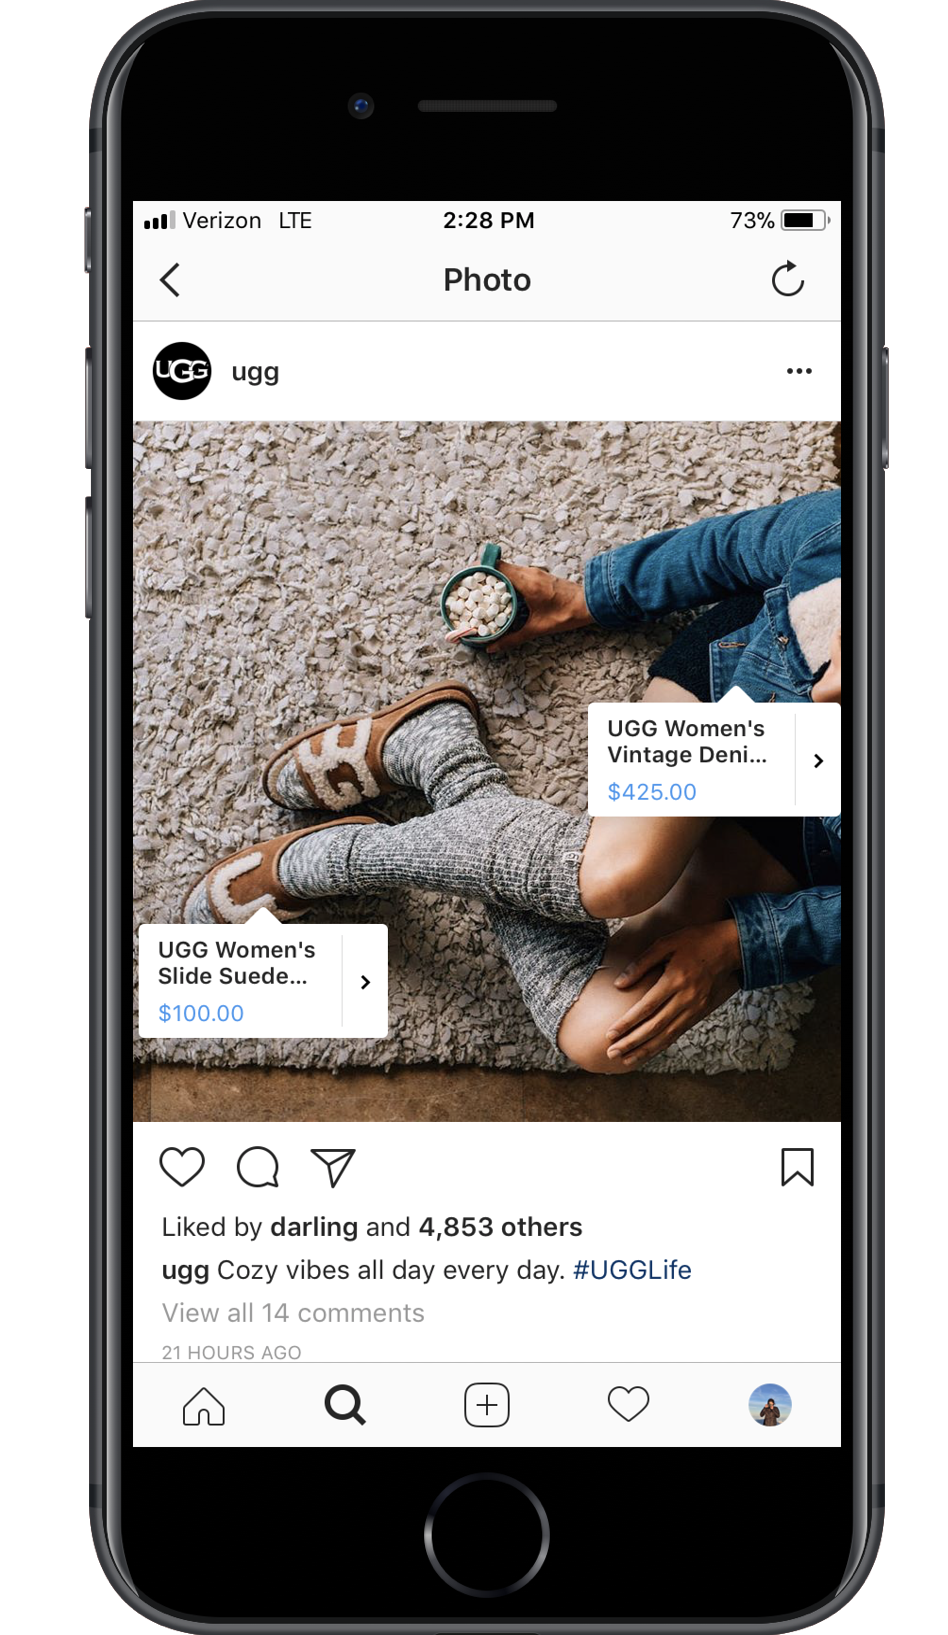 Verizon LTE 2:28 PM 73%
Photo
UGG ugg
UGG
UGG Women's
Vintage Deni...
$425.00
UGG Women's
Slide Suede...
$100.00
Liked by darling and 4,853 others
ugg Cozy vibes all day every day. #UGGLife
View all 14 comments
21 HOURS AGO